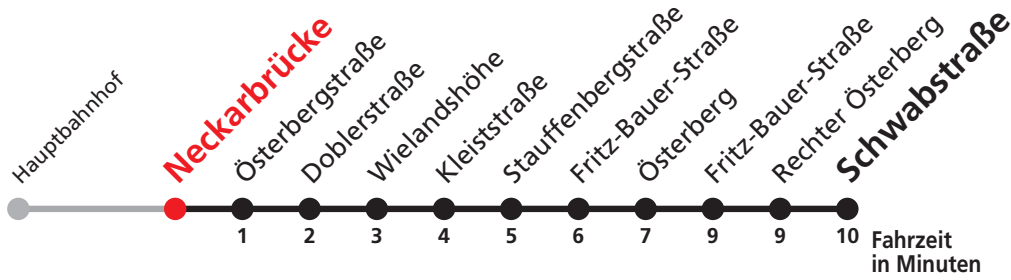 Hauptbahnhof
Neckarbrücke
Österbergstraße
Doblerstraße
Wielandshöhe
Kleiststraße
Stauffenbergstraße
Fritz-Bauer-Straße
Österberg
Fritz-Bauer-Straße
Rechter Österberg
Schwabstraße
1 2 3 4 5 6 7 9 9 10
Fahrzeit
in Minuten